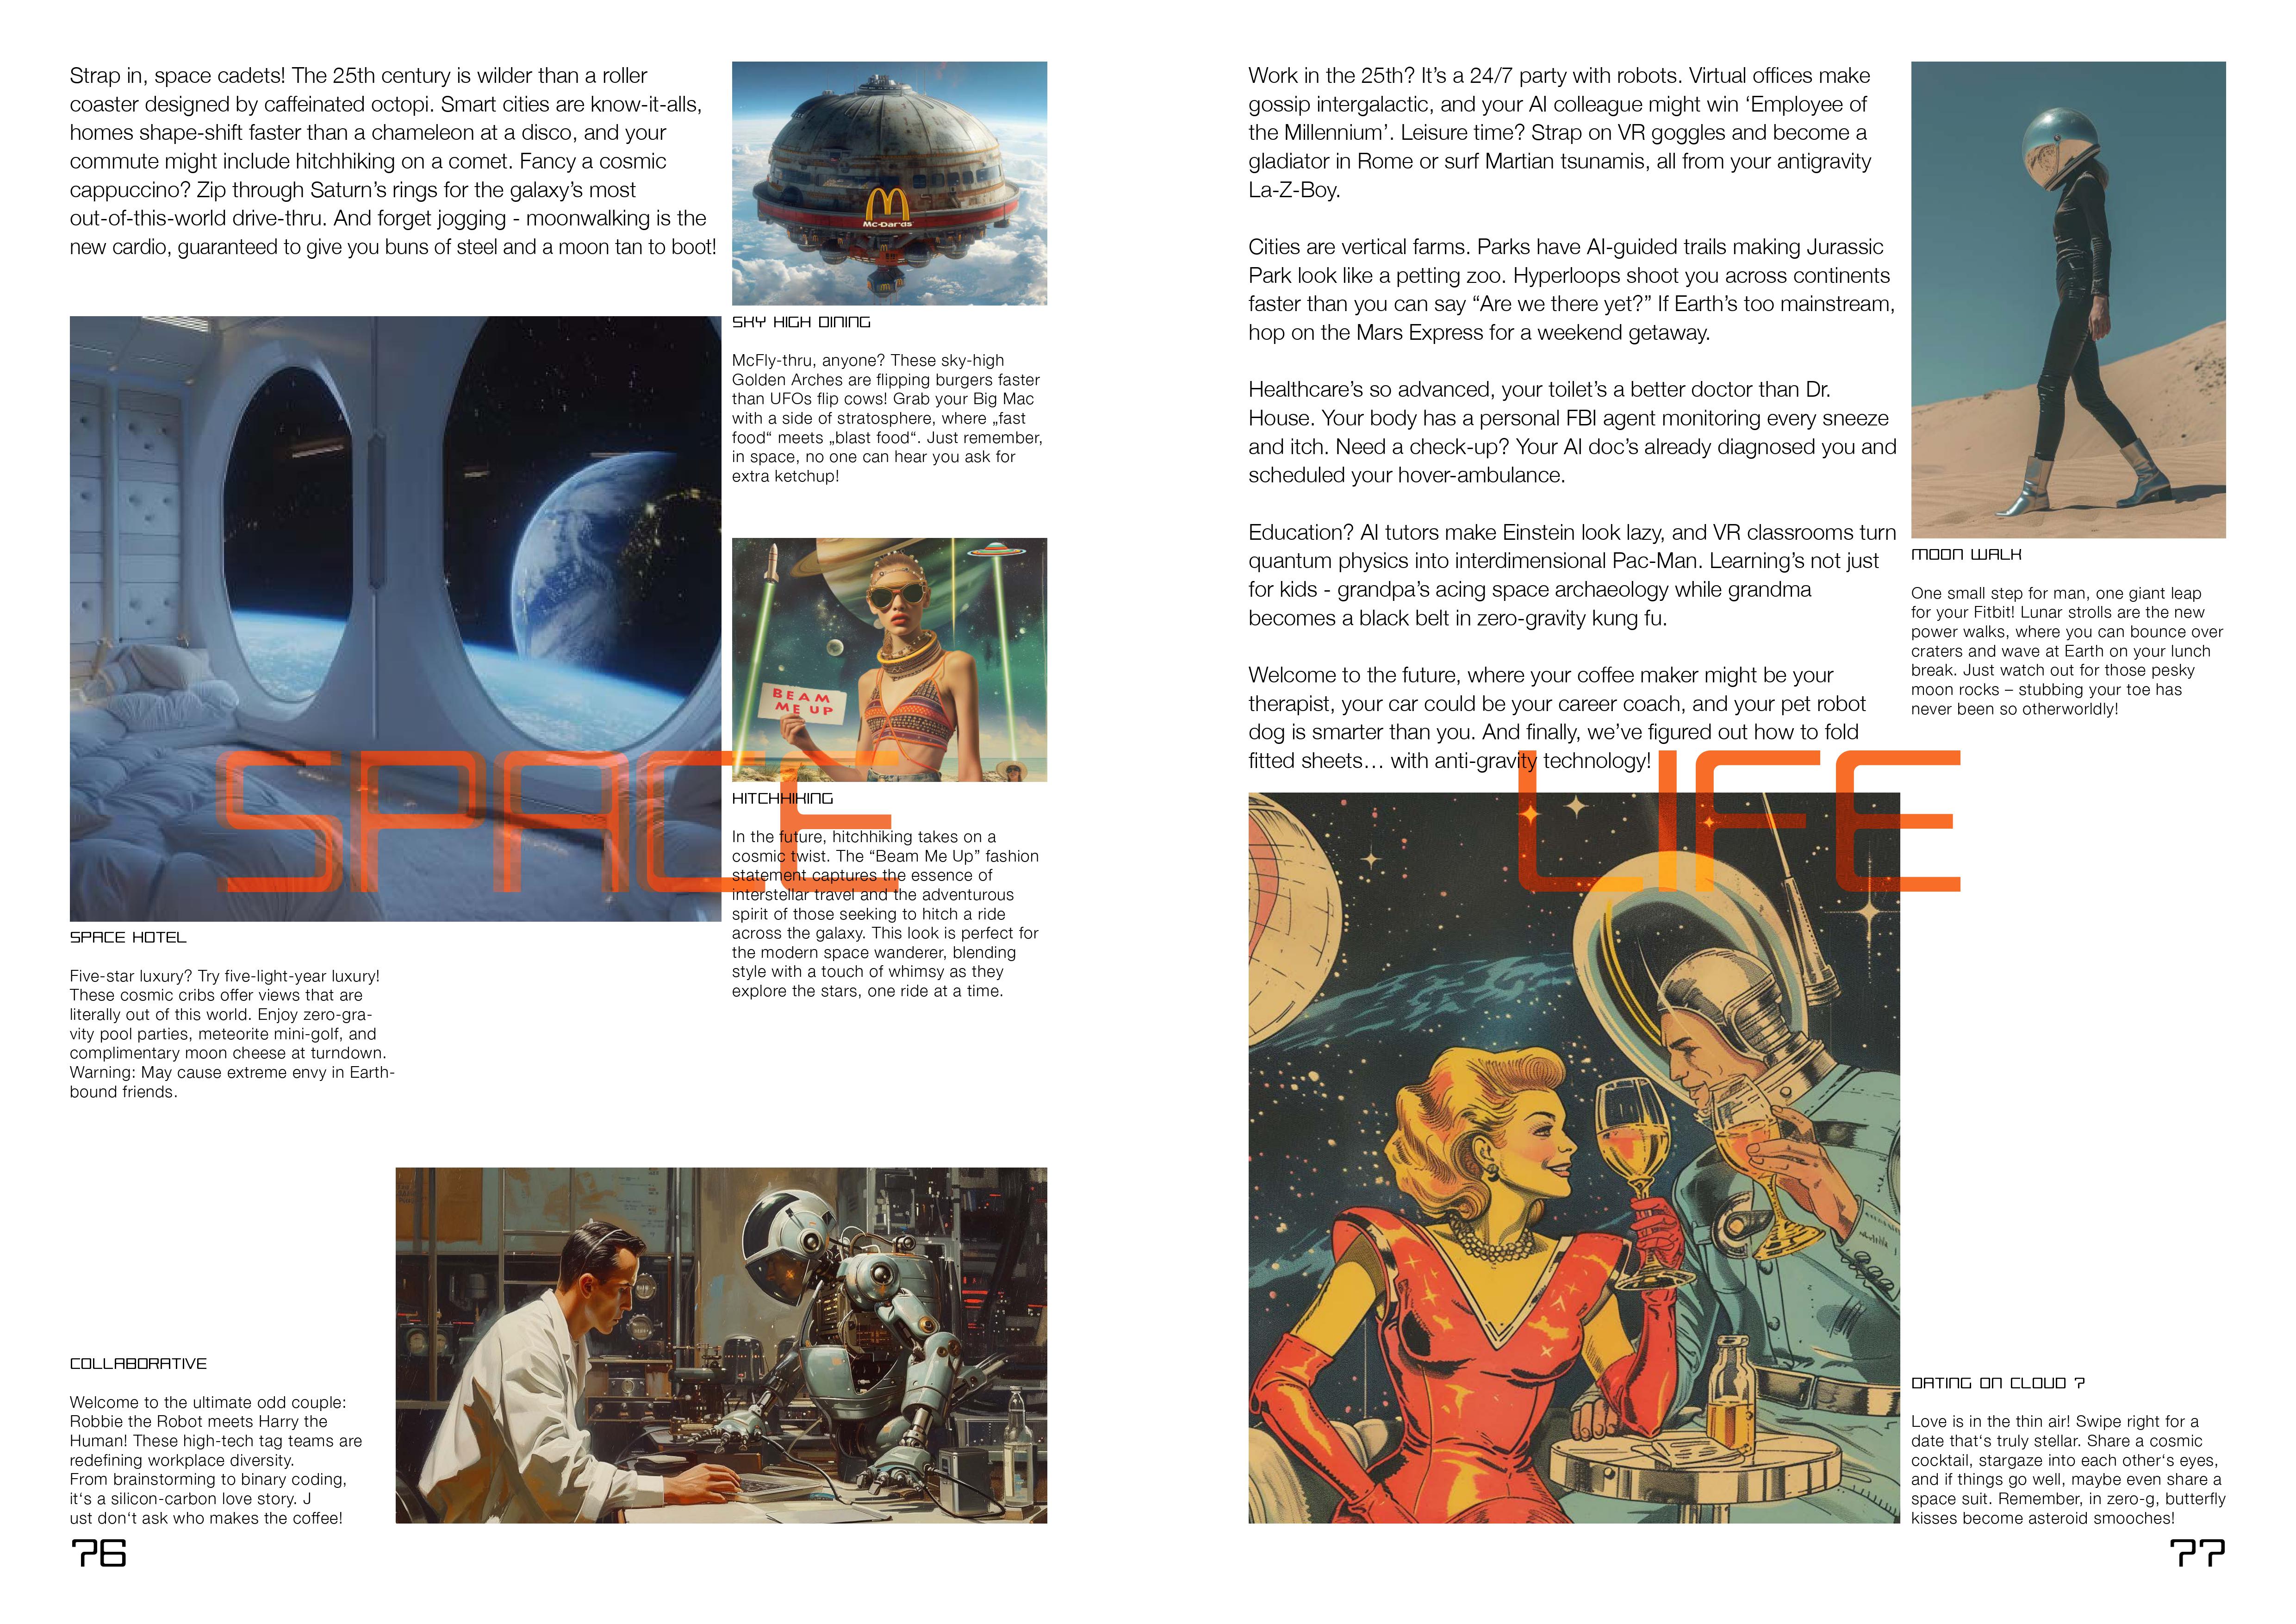 Strap in, space cadets! The 25th century is wilder than a roller
coaster designed by caffeinated octopi. Smart cities are know-it-alls,
homes shape-shift faster than a chameleon at a disco, and your
commute might include hitchhiking on a comet. Fancy a cosmic
cappuccino? Zip through Saturn’s rings for the galaxy’s most
out-of-this-world drive-thru. And forget jogging - moonwalking is the
new cardio, guaranteed to give you buns of steel and a moon tan to boot!
Mc-Dar·ds
SKY HIGH DINING
McFly-thru, anyone? These sky-high
Golden Arches are flipping burgers faster
than UFOs flip cows! Grab your Big Mac
with a side of stratosphere, where „fast
food“ meets „blast food“. Just remember,
in space, no one can hear you ask for
extra ketchup!
BEAM
ME UP
SPACE LIFE
HITCHHIKING
In the future, hitchhiking takes on a
cosmic twist. The “Beam Me Up” fashion
statement captures the essence of
interstellar travel and the adventurous
spirit of those seeking to hitch a ride
across the galaxy. This look is perfect for
the modern space wanderer, blending
style with a touch of whimsy as they
explore the stars, one ride at a time.
SPACE HOTEL
Five-star luxury? Try five-light-year luxury!
These cosmic cribs offer views that are
literally out of this world. Enjoy zero-gra-
vity pool parties, meteorite mini-golf, and
complimentary moon cheese at turndown.
Warning: May cause extreme envy in Earth-
bound friends.
COLLABORATIVE
Welcome to the ultimate odd couple:
Robbie the Robot meets Harry the
Human! These high-tech tag teams are
redefining workplace diversity.
From brainstorming to binary coding,
it‘s a silicon-carbon love story. J
ust don‘t ask who makes the coffee!
76
Work in the 25th? It’s a 24/7 party with robots. Virtual offices make
gossip intergalactic, and your AI colleague might win ‘Employee of
the Millennium’. Leisure time? Strap on VR goggles and become a
gladiator in Rome or surf Martian tsunamis, all from your antigravity
La-Z-Boy.
Cities are vertical farms. Parks have AI-guided trails making Jurassic
Park look like a petting zoo. Hyperloops shoot you across continents
faster than you can say “Are we there yet?” If Earth’s too mainstream,
hop on the Mars Express for a weekend getaway.
Healthcare’s so advanced, your toilet’s a better doctor than Dr.
House. Your body has a personal FBI agent monitoring every sneeze
and itch. Need a check-up? Your AI doc’s already diagnosed you and
scheduled your hover-ambulance.
Education? AI tutors make Einstein look lazy, and VR classrooms turn
quantum physics into interdimensional Pac-Man. Learning’s not just
for kids - grandpa’s acing space archaeology while grandma
becomes a black belt in zero-gravity kung fu.
Welcome to the future, where your coffee maker might be your
therapist, your car could be your career coach, and your pet robot
dog is smarter than you. And finally, we’ve figured out how to fold
fitted sheets… with anti-gravity technology!
MOON WALK
One small step for man, one giant leap
for your Fitbit! Lunar strolls are the new
power walks, where you can bounce over
craters and wave at Earth on your lunch
break. Just watch out for those pesky
moon rocks – stubbing your toe has
never been so otherworldly!
DATING ON CLOUD 7
Love is in the thin air! Swipe right for a
date that‘s truly stellar. Share a cosmic
cocktail, stargaze into each other‘s eyes,
and if things go well, maybe even share a
space suit. Remember, in zero-g, butterfly
kisses become asteroid smooches!
77